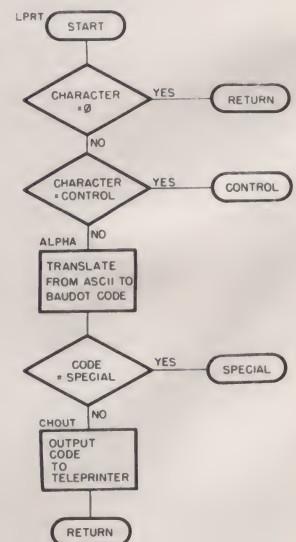 LPRT
START
CHARACTER
=Ø
YES
RETURN
NO
CHARACTER
=CONTROL
YES
CONTROL
NO
ALPHA
TRANSLATE
FROM ASCII TO
BAUDOT CODE
CODE
=SPECIAL
YES
SPECIAL
NO
CHOUT
OUTPUT
CODE
TO
TELEPRINTER
RETURN